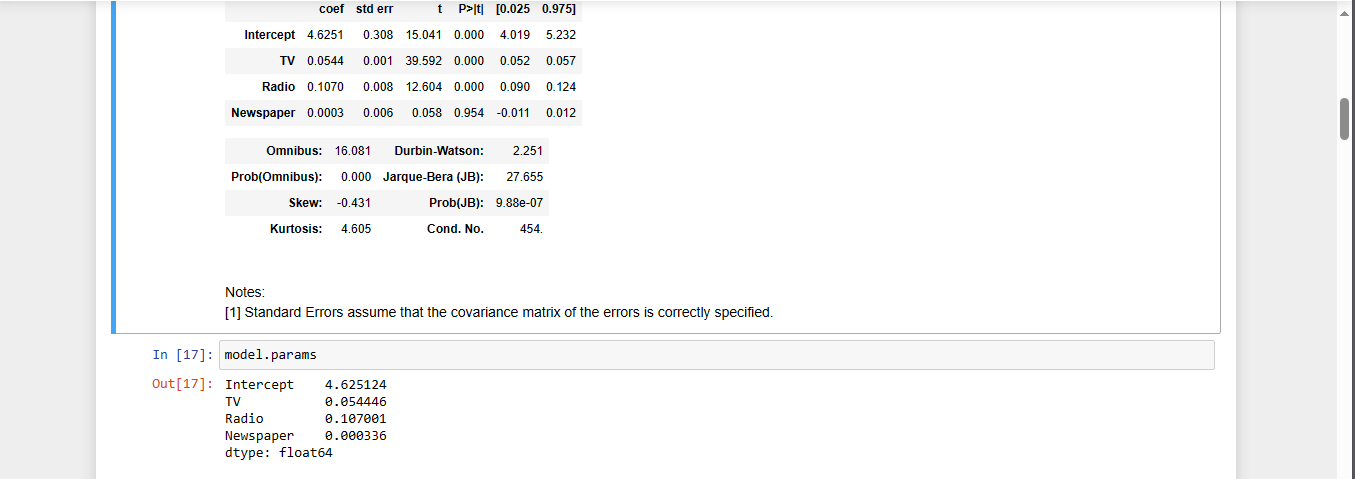 coef std err t P>|t| [0.025 0.975]
Intercept 4.6251 0.308 15.041 0.000 4.019 5.232
TV 0.0544 0.001 39.592 0.000 0.052 0.057
Radio 0.1070 0.008 12.604 0.000 0.090 0.124
Newspaper 0.0003 0.006 0.058 0.954 -0.011 0.012
Omnibus: 16.081 Durbin-Watson: 2.251
Prob(Omnibus): 0.000 Jarque-Bera (JB): 27.655
Skew: -0.431 Prob(JB): 9.88e-07
Kurtosis: 4.605 Cond. No. 454.
Notes:
[1] Standard Errors assume that the covariance matrix of the errors is correctly specified.
In [17]: model.params
Out[17]: Intercept 4.625124
TV 0.054446
Radio 0.107001
Newspaper 0.000336
dtype: float64